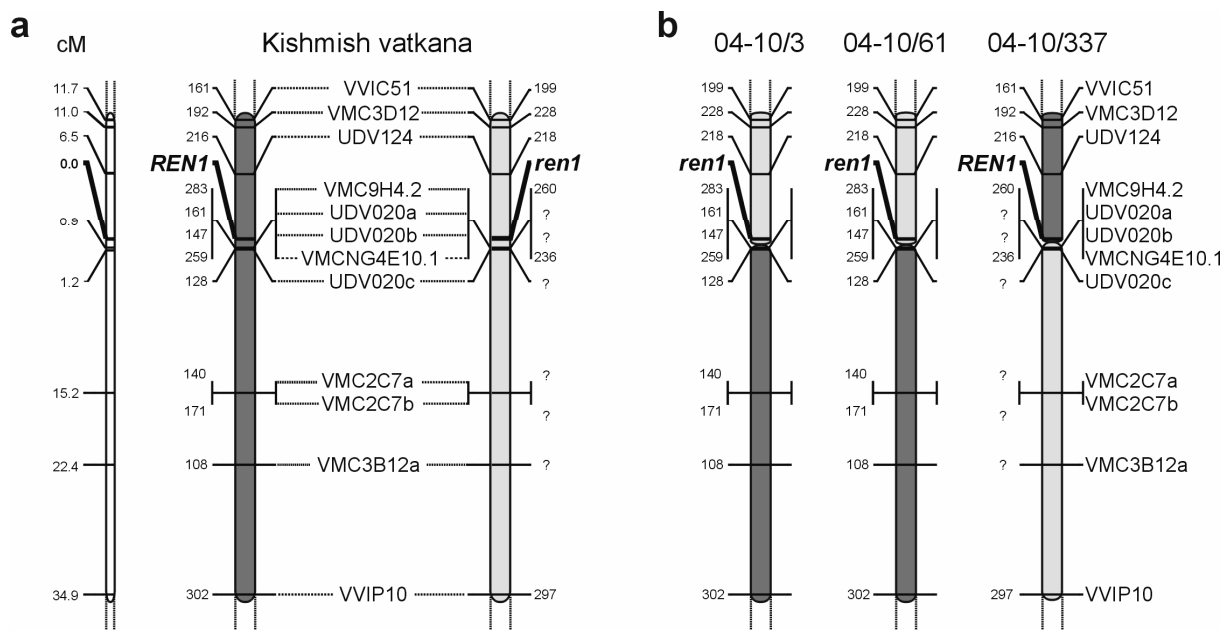 a
b
cM
Kishmish vatkana
04-10/3
04-10/61
04-10/337
11.7
161
VVIC51
199
199
199
161
VVIC51
11.0
192
VMC3D12
228
228
228
192
VMC3D12
6.5
216
UDV124
218
218
218
216
UDV124
0.0
REN1
ren1
ren1
ren1
REN1
283
VMC9H4.2
260
283
283
260
VMC9H4.2
161
UDV020a
?
161
161
?
UDV020a
0.9
147
UDV020b
?
147
147
?
UDV020b
259
VMCNG4E10.1
236
259
259
236
VMCNG4E10.1
1.2
128
UDV020c
?
128
128
?
UDV020c
140
VMC2C7a
?
140
140
?
VMC2C7a
15.2
171
VMC2C7b
?
171
171
?
VMC2C7b
22.4
108
VMC3B12a
?
108
108
?
VMC3B12a
34.9
302
VVIP10
297
302
302
297
VVIP10